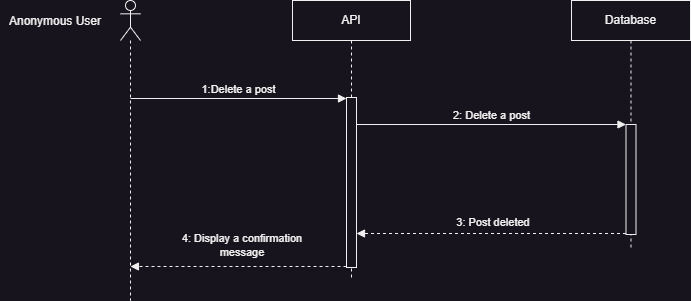 Anonymous User
API
Database
1:Delete a post
2: Delete a post
3: Post deleted
4: Display a confirmation
message